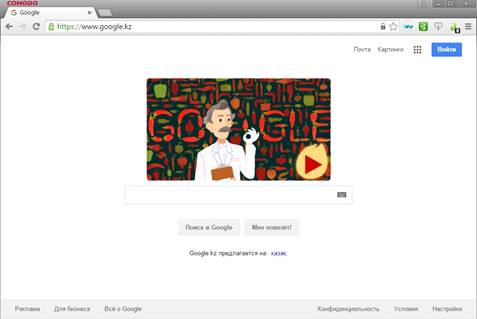 COMODO
Google
https://www.google.kz
Почта Картинки Войти
GOOGLE
Поиск в Google Мне повезёт!
Google.kz предлагается на: қазақ
Реклама Для бизнеса Всё о Google Конфиденциальность Условия Настройки